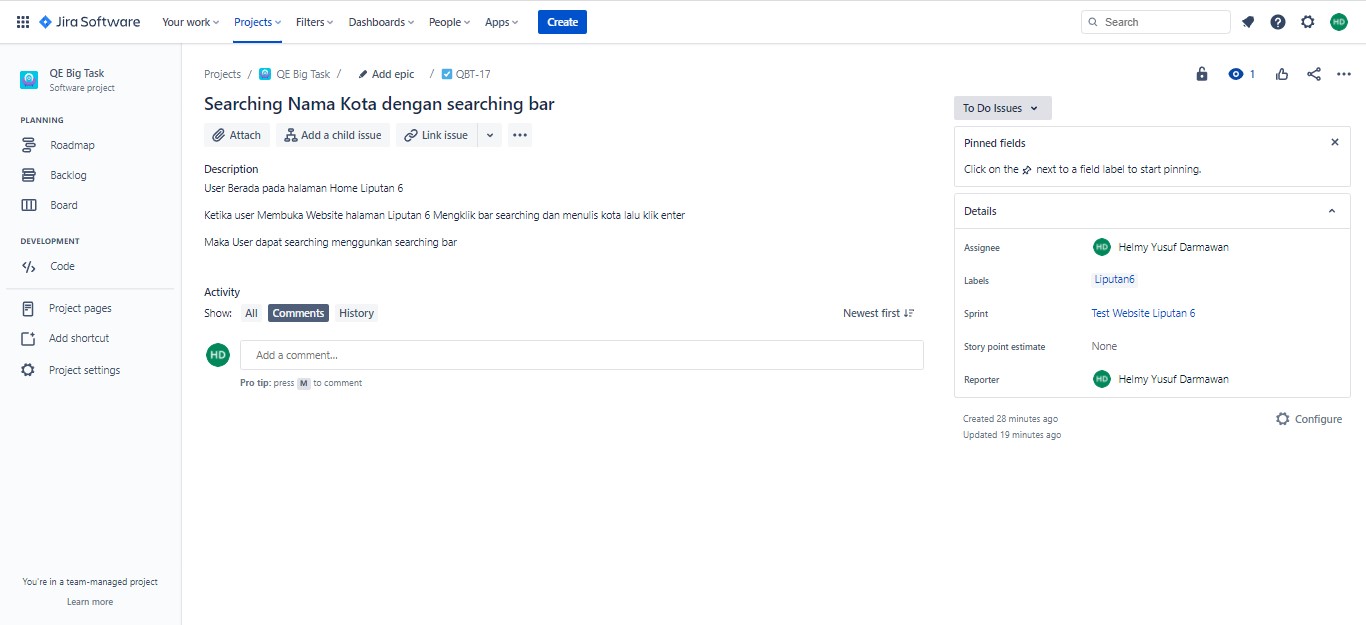 Jira Software Your work Projects Filters Dashboards People Apps Create Search HD
QE Big Task
Software project
PLANNING
Roadmap
Backlog
Board
DEVELOPMENT
Code
Project pages
Add shortcut
Project settings
You're in a team-managed project
Learn more
Projects / QE Big Task / Add epic / QBT-17
1
Searching Nama Kota dengan searching bar
Attach Add a child issue Link issue
Description
User Berada pada halaman Home Liputan 6
Ketika user Membuka Website halaman Liputan 6 Mengklik bar searching dan menulis kota lalu klik enter
Maka User dapat searching menggunkan searching bar
Activity
Show: All Comments History Newest first
HD Add a comment...
Pro tip: press M to comment
To Do Issues
Pinned fields
Click on the next to a field label to start pinning.
Details
Assignee HD Helmy Yusuf Darmawan
Labels Liputan6
Sprint Test Website Liputan 6
Story point estimate None
Reporter HD Helmy Yusuf Darmawan
Created 28 minutes ago Configure
Updated 19 minutes ago